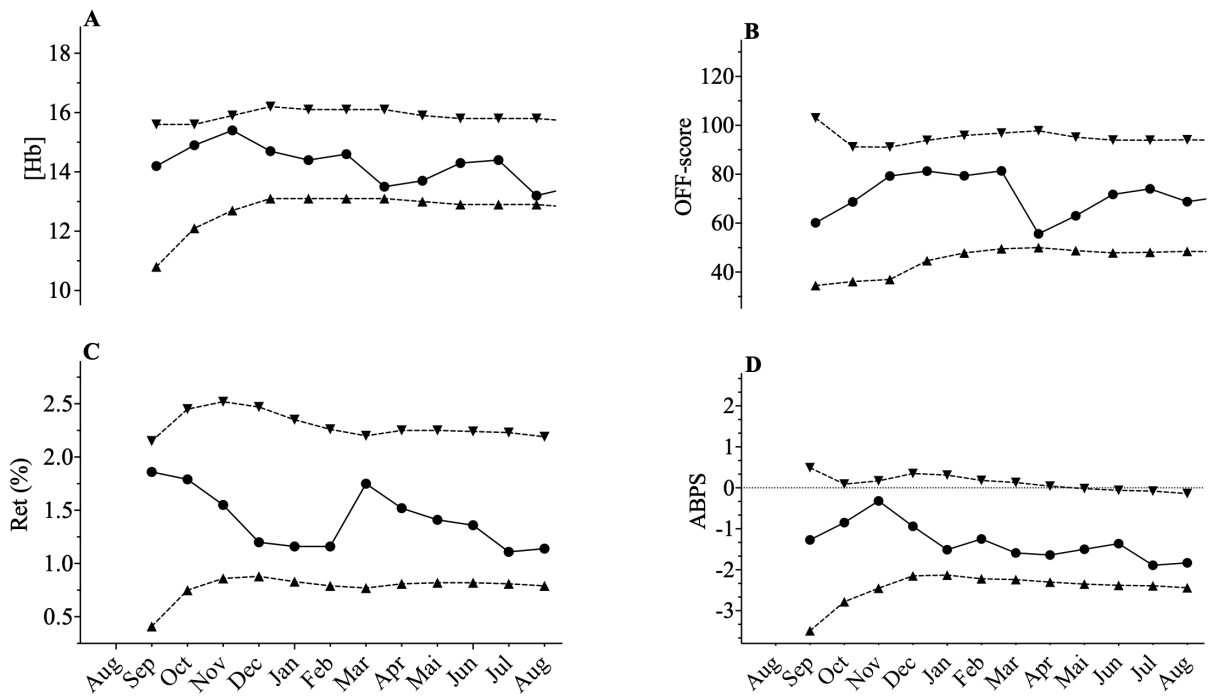 A
[Hb]
18
16
14
12
10
B
OFF-score
120
100
80
60
40
C
Ret (%)
2.5
2.0
1.5
1.0
0.5
Aug Sep Oct Nov Dec Jan Feb Mar Apr Mai Jun Jul Aug
D
ABPS
2
1
0
-1
-2
-3
Aug Sep Oct Nov Dec Jan Feb Mar Apr Mai Jun Jul Aug